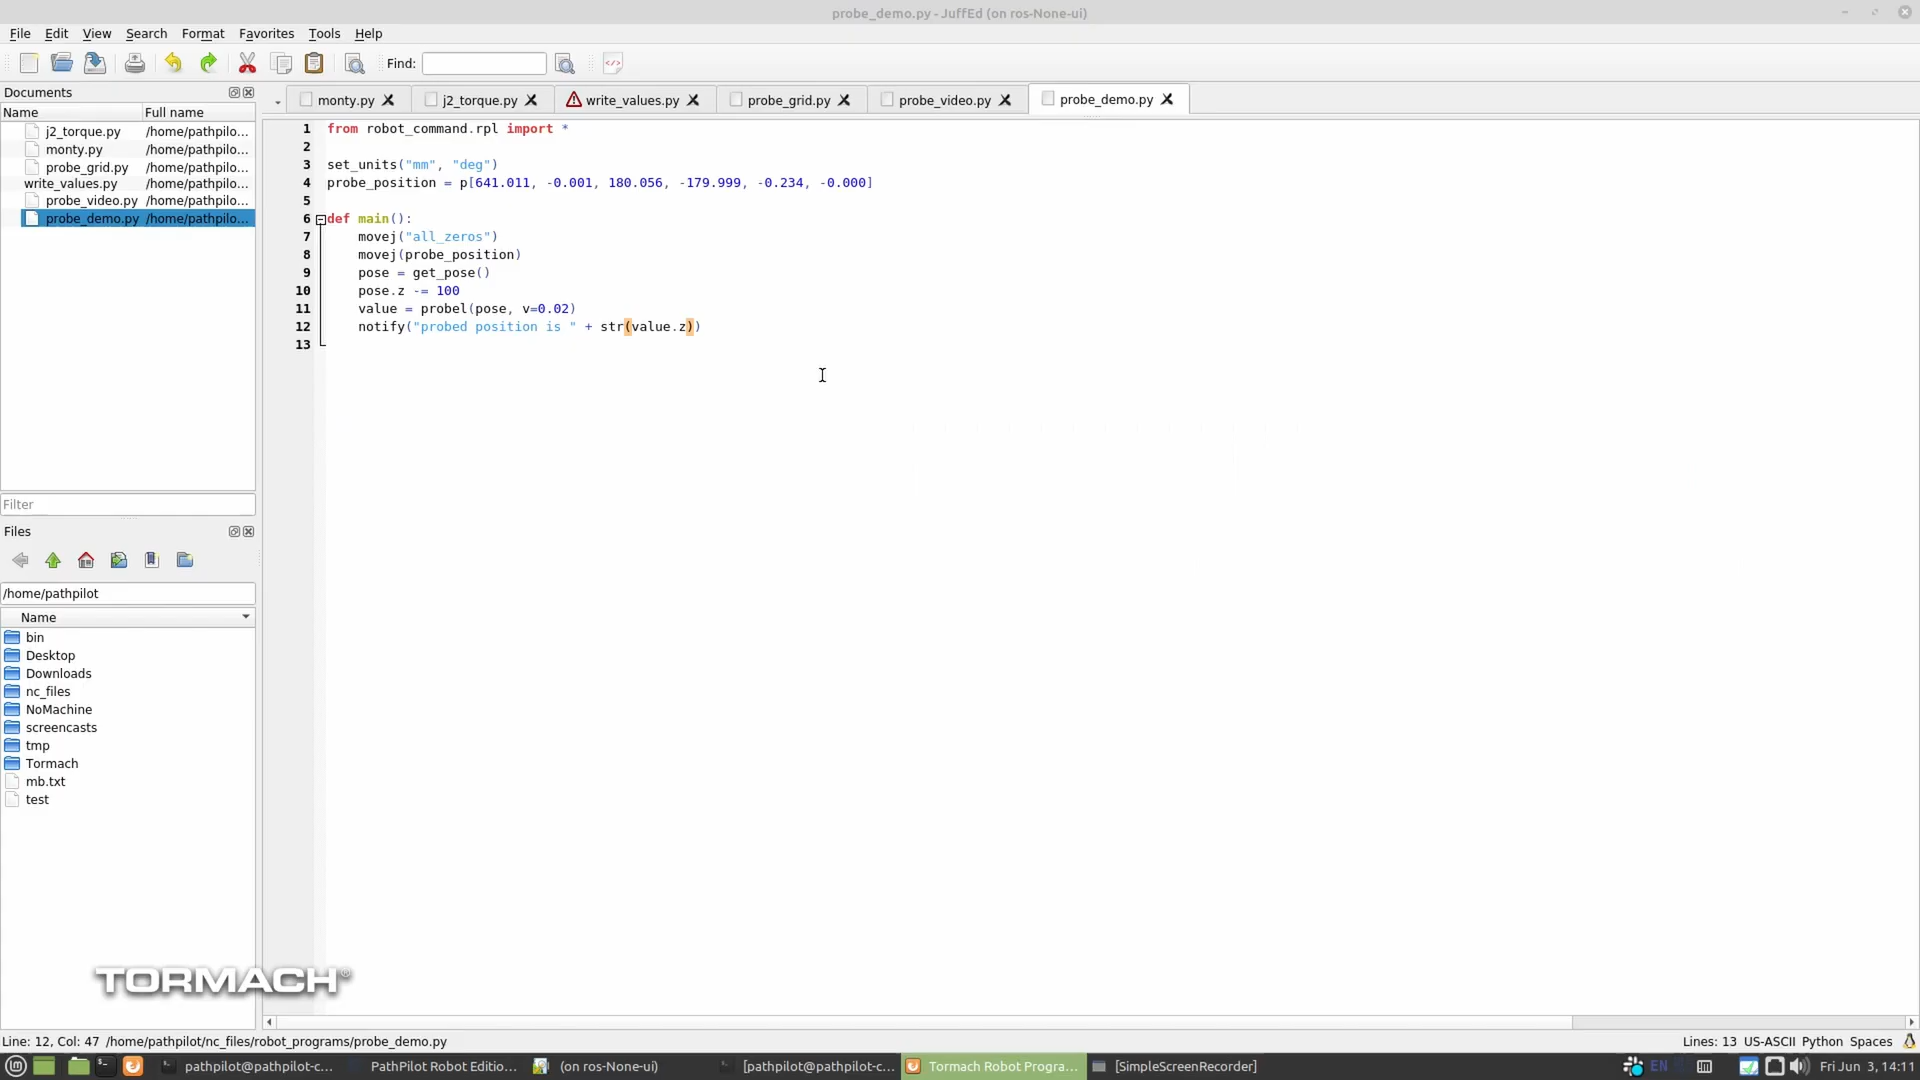 probe_demo.py - JuffEd (on ros-None-ui)
File Edit View Search Format Favorites Tools Help
Find:
Documents
Name Full name
j2_torque.py /home/pathpilo...
monty.py /home/pathpilo...
probe_grid.py /home/pathpilo...
write_values.py /home/pathpilo...
probe_video.py /home/pathpilo...
probe_demo.py /home/pathpilo...
Filter
Files
/home/pathpilot
Name
bin
Desktop
Downloads
nc_files
NoMachine
screencasts
tmp
Tormach
mb.txt
test
monty.py j2_torque.py write_values.py probe_grid.py probe_video.py probe_demo.py
1 from robot_command.rpl import *
2
3 set_units("mm", "deg")
4 probe_position = p[641.011, -0.001, 180.056, -179.999, -0.234, -0.000]
5
6 def main():
7 movej("all_zeros")
8 movej(probe_position)
9 pose = get_pose()
10 pose.z -= 100
11 value = probel(pose, v=0.02)
12 notify("probed position is " + str(value.z))
13
TORMACH®
Line: 12, Col: 47 /home/pathpilot/nc_files/robot_programs/probe_demo.py
Lines: 13 US-ASCII Python Spaces
pathpilot@pathpilot-c... PathPilot Robot Editio... (on ros-None-ui) [pathpilot@pathpilot-c... Tormach Robot Progra... [SimpleScreenRecorder] EN Fri Jun 3, 14:11